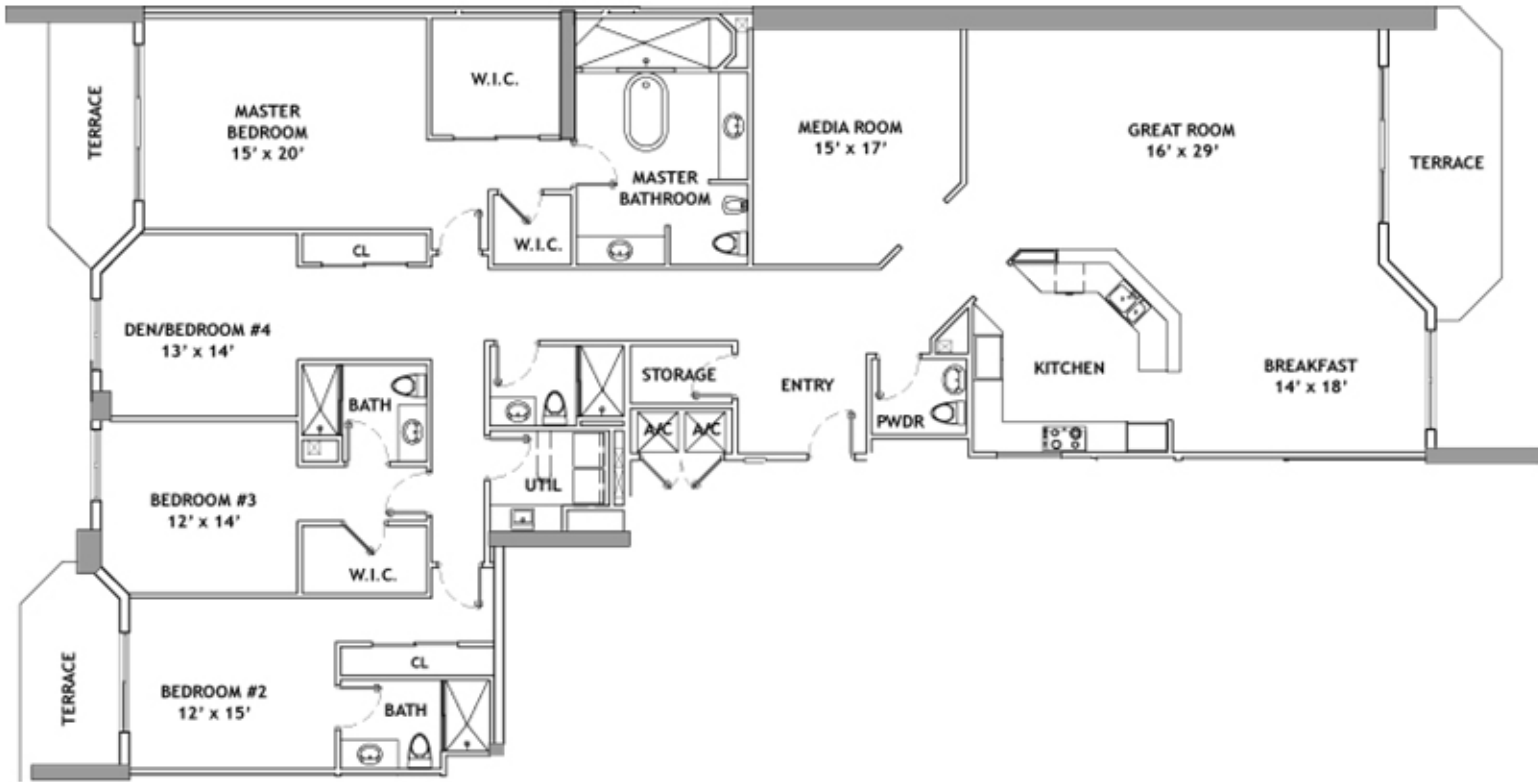 TERRACE
MASTER
BEDROOM
15' x 20'
W.I.C.
MASTER
BATHROOM
W.I.C.
MEDIA ROOM
15' x 17'
GREAT ROOM
16' x 29'
TERRACE
CL
DEN/BEDROOM #4
13' x 14'
BATH
STORAGE
ENTRY
PWDR
KITCHEN
BREAKFAST
14' x 18'
A/C
A/C
UTIL
BEDROOM #3
12' x 14'
W.I.C.
TERRACE
BEDROOM #2
12' x 15'
CL
BATH